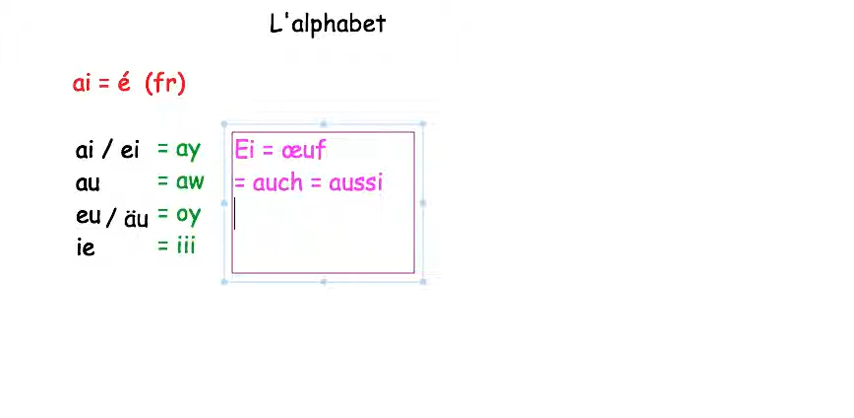 L'alphabet
ai = é (fr)
ai / ei = ay
au = aw
eu / äu = oy
ie = iii
Ei = œuf
= auch = aussi